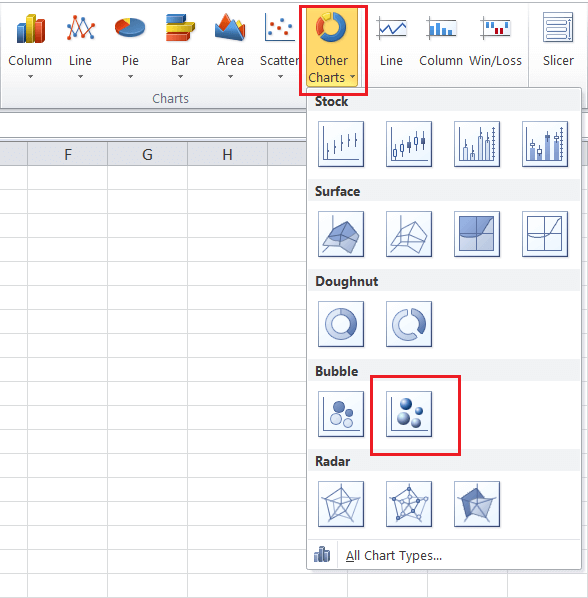 Column Line Pie Bar Area Scatter Other Charts Line Column Win/Loss Slicer
Charts
Stock
F G H
Surface
Doughnut
Bubble
Radar
All Chart Types...